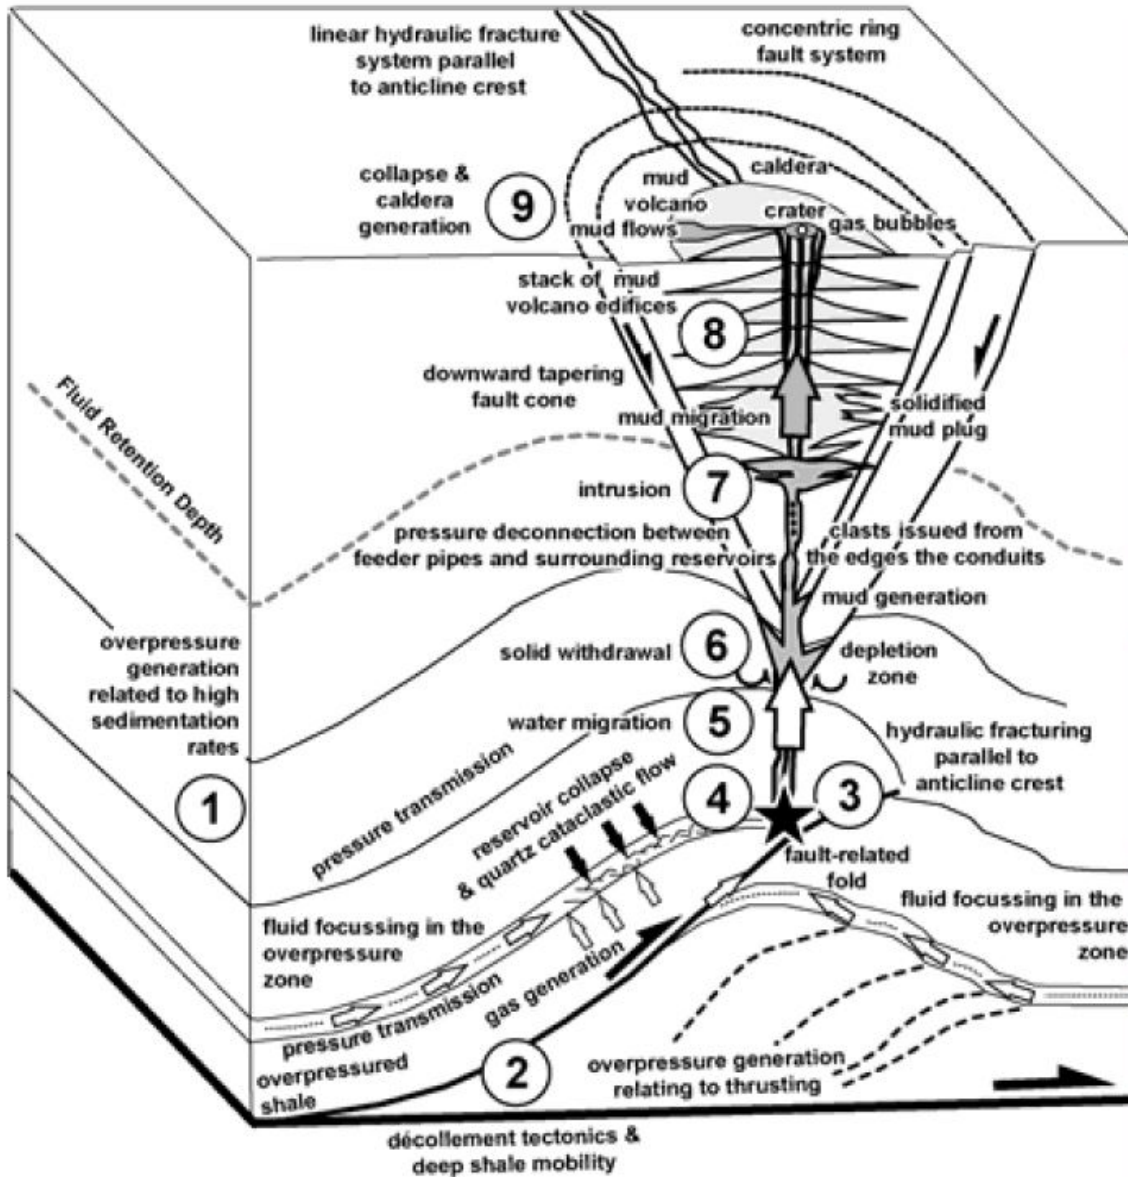 linear hydraulic fracture
system parallel
to anticline crest
concentric ring
fault system
collapse &
caldera
generation
9
mud
volcano
caldera
crater
mud flows
gas bubbles
stack of mud
volcano edifices
8
downward tapering
fault cone
mud migration
solidified
mud plug
Fluid Retention Depth
intrusion
7
pressure deconnection between
feeder pipes and surrounding reservoirs
clasts issued from
the edges the conduits
mud generation
overpressure
generation
related to high
sedimentation
rates
1
solid withdrawal
6
depletion
zone
water migration
5
hydraulic fracturing
parallel to
anticline crest
pressure transmission
reservoir collapse
& quartz cataclastic flow
4
3
fault-related
fold
fluid focussing in the
overpressure
zone
fluid focussing in the
overpressure
zone
gas generation
pressure transmission
overpressured
shale
2
overpressure generation
relating to thrusting
décollement tectonics &
deep shale mobility